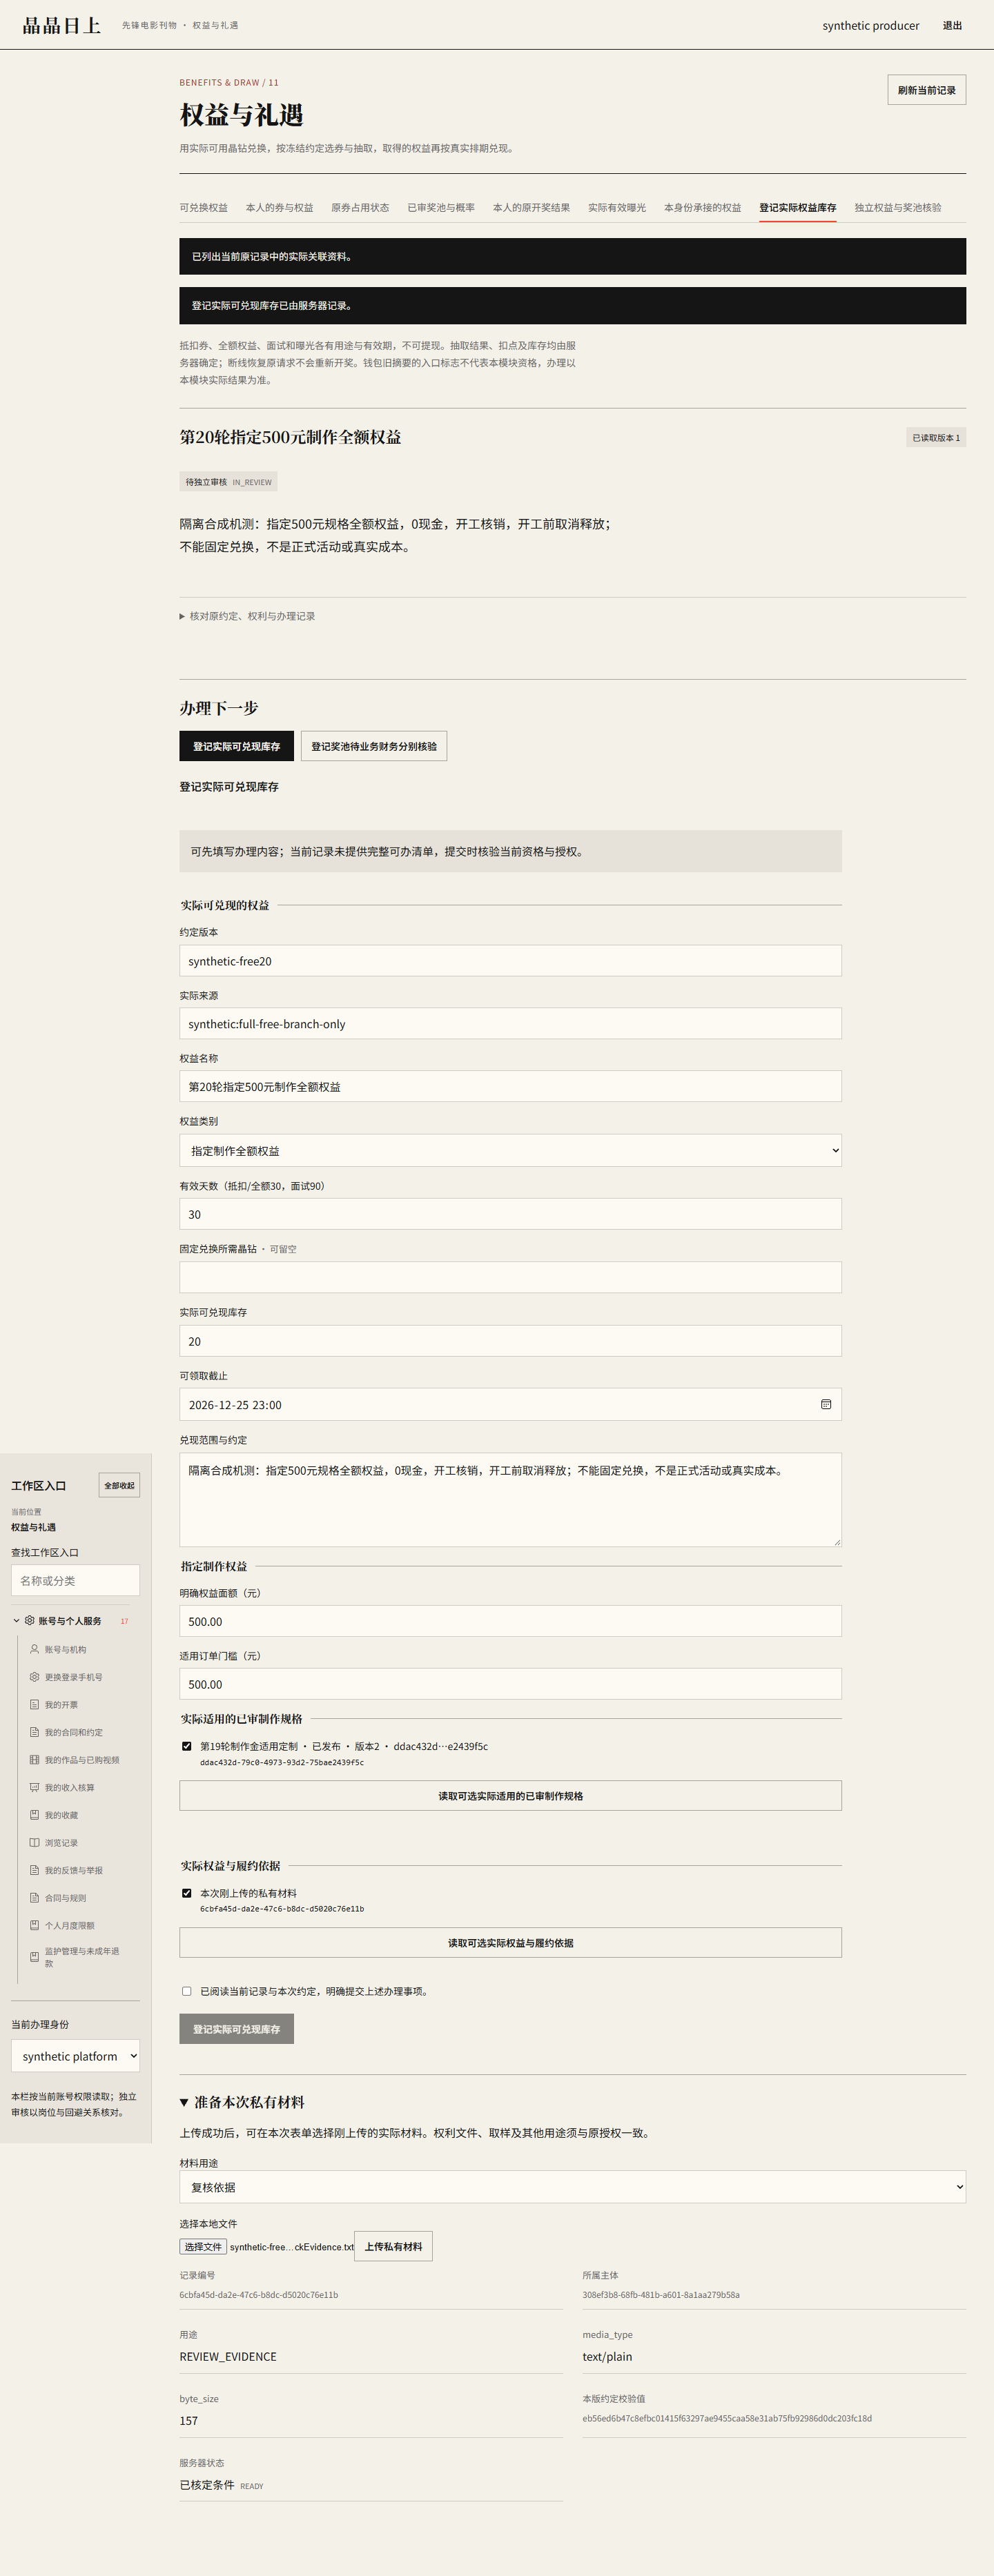 晶晶日上
先锋电影刊物 · 权益与礼遇
synthetic producer
退出
BENEFITS & DRAW / 11
权益与礼遇
刷新当前记录
用实际可用晶钻兑换，按冻结约定选券与抽取，取得的权益再按真实排期兑现。
可兑换权益
本人的券与权益
原券占用状态
已审奖池与概率
本人的原开奖结果
实际有效曝光
本身份承接的权益
登记实际权益库存
独立权益与奖池核验
已列出当前原记录中的实际关联资料。
登记实际可兑现库存已由服务器记录。
抵扣券、全额权益、面试和曝光各有用途与有效期，不可提现。抽取结果、扣点及库存均由服
务器确定；断线恢复原请求不会重新开奖。钱包旧摘要的入口标志不代表本模块资格，办理以
本模块实际结果为准。
第20轮指定500元制作全额权益
已读取版本 1
待独立审核 IN_REVIEW
隔离合成机测：指定500元规格全额权益，0现金，开工核销，开工前取消释放；
不能固定兑换，不是正式活动或真实成本。
核对原约定、权利与办理记录
办理下一步
登记实际可兑现库存
登记奖池待业务财务分别核验
登记实际可兑现库存
可先填写办理内容；当前记录未提供完整可办清单，提交时核验当前资格与授权。
实际可兑现的权益
约定版本
synthetic-free20
实际来源
synthetic:full-free-branch-only
权益名称
第20轮指定500元制作全额权益
权益类别
指定制作全额权益
有效天数（抵扣/全额30，面试90）
30
固定兑换所需晶钻 · 可留空
实际可兑现库存
20
可领取截止
2026-12-25 23:00
兑现范围与约定
隔离合成机测：指定500元规格全额权益，0现金，开工核销，开工前取消释放；不能固定兑换，不是正式活动或真实成本。
指定制作权益
明确权益面额（元）
500.00
适用订单门槛（元）
500.00
实际适用的已审制作规格
第19轮制作金适用定制 · 已发布 · 版本2 · ddac432d…e2439f5c
ddac432d-79c0-4973-93d2-75bae2439f5c
读取可选实际适用的已审制作规格
实际权益与履约依据
本次刚上传的私有材料
6cbfa45d-da2e-47c6-b8dc-d5020c76e11b
读取可选实际权益与履约依据
已阅读当前记录与本次约定，明确提交上述办理事项。
登记实际可兑现库存
工作区入口
全部收起
当前位置
权益与礼遇
查找工作区入口
名称或分类
账号与个人服务
17
账号与机构
更换登录手机号
我的开票
我的合同和约定
我的作品与已购视频
我的收入核算
我的收藏
浏览记录
我的反馈与举报
合同与规则
个人月度限额
监护管理与未成年退
款
当前办理身份
synthetic platform
本栏按当前账号权限读取；独立
审核以岗位与回避关系核对。
准备本次私有材料
上传成功后，可在本次表单选择刚上传的实际材料。权利文件、取样及其他用途须与原授权一致。
材料用途
复核依据
选择本地文件
选择文件
synthetic-free…ckEvidence.txt
上传私有材料
记录编号
6cbfa45d-da2e-47c6-b8dc-d5020c76e11b
所属主体
308ef3b8-68fb-481b-a601-8a1aa279b58a
用途
REVIEW_EVIDENCE
media_type
text/plain
byte_size
157
本版约定校验值
eb56ed6b47c8efbc01415f63297ae9455caa58e31ab75fb92986d0dc203fc18d
服务器状态
已核定条件 READY